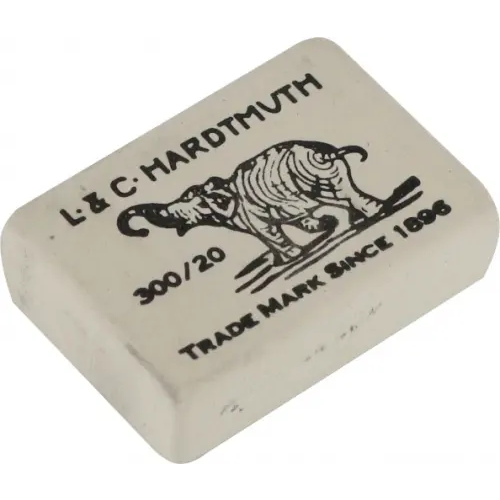 L·& C·HARDTMUTH
300/20
TRADE MARK SINCE 1896